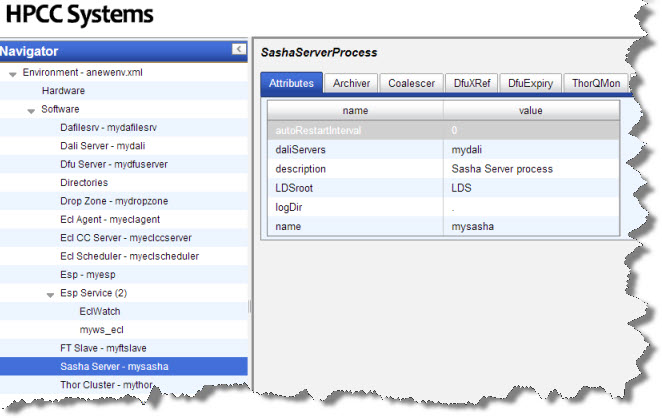 HPCC Systems
Navigator
Environment - anewenv.xml
Hardware
Software
Dafilesrv - mydafilesrv
Dali Server - mydali
Dfu Server - mydfuserver
Directories
Drop Zone - mydropzone
Ecl Agent - myeclagent
Ecl CC Server - myeclccserver
Ecl Scheduler - myeclscheduler
Esp - myesp
Esp Service (2)
EclWatch
myws_ecl
FT Slave - myftslave
Sasha Server - mysasha
Thor Cluster - mythor
SashaServerProcess
Attributes Archiver Coalescer DfuXRef DfuExpiry ThorQMon
name value
autoRestartInterval 0
daliServers mydali
description Sasha Server process
LDSroot LDS
logDir .
name mysasha